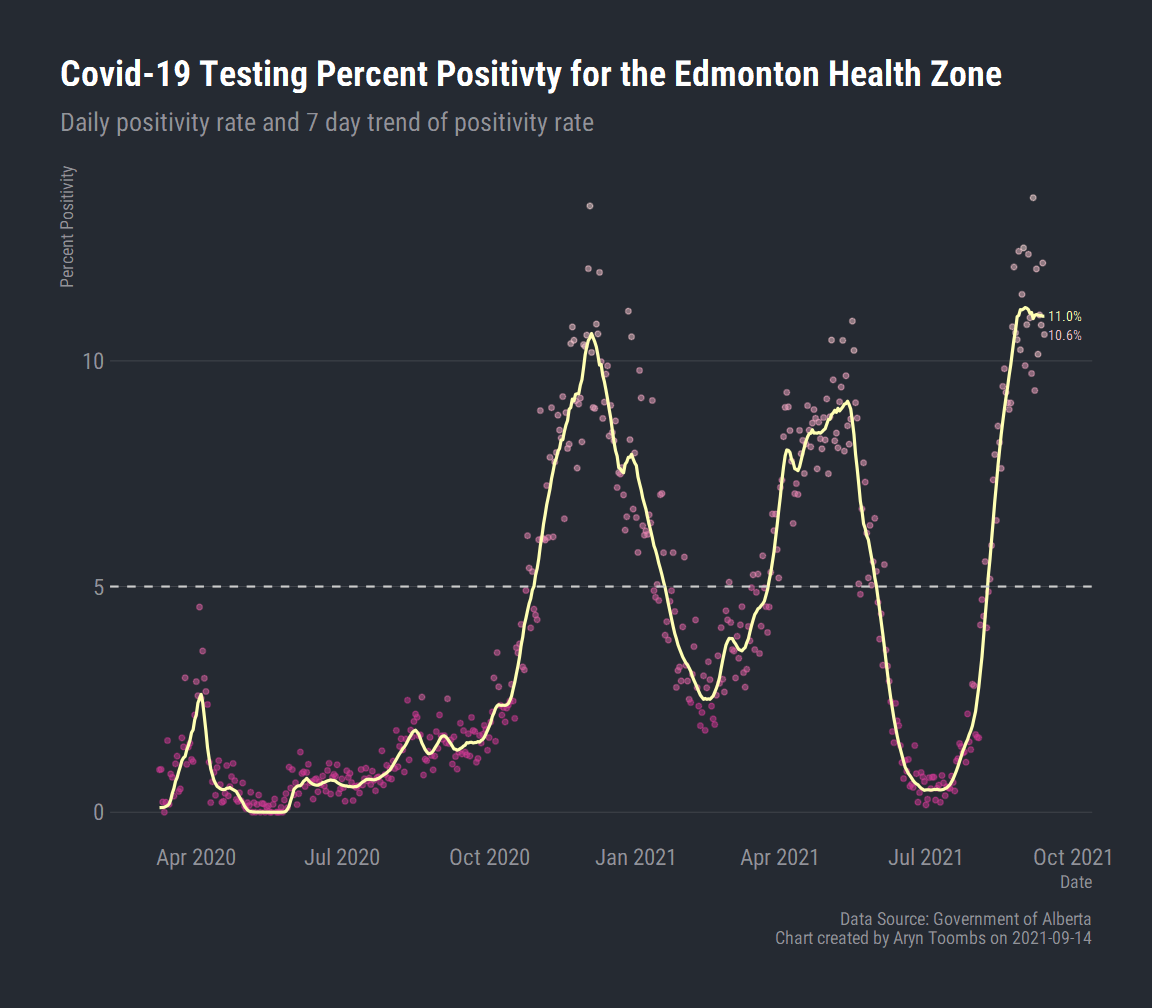 Covid-19 Testing Percent Positivty for the Edmonton Health Zone
Daily positivity rate and 7 day trend of positivity rate
Percent Positivity
11.0%
10.6%
10
5
0
Apr 2020 Jul 2020 Oct 2020 Jan 2021 Apr 2021 Jul 2021 Oct 2021
Date
Data Source: Government of Alberta
Chart created by Aryn Toombs on 2021-09-14